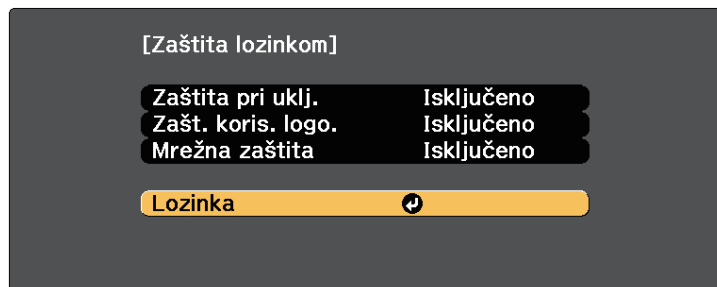 [Zaštita lozinkom]
Zaštita pri uklj. Isključeno
Zašt. koris. logo. Isključeno
Mrežna zaštita Isključeno
Lozinka